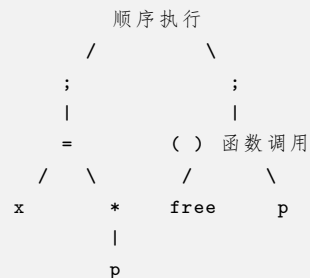 顺序执行
/ \
; ;
| |
= ( ) 函数调用
/ \ / \
x * free p
|
p